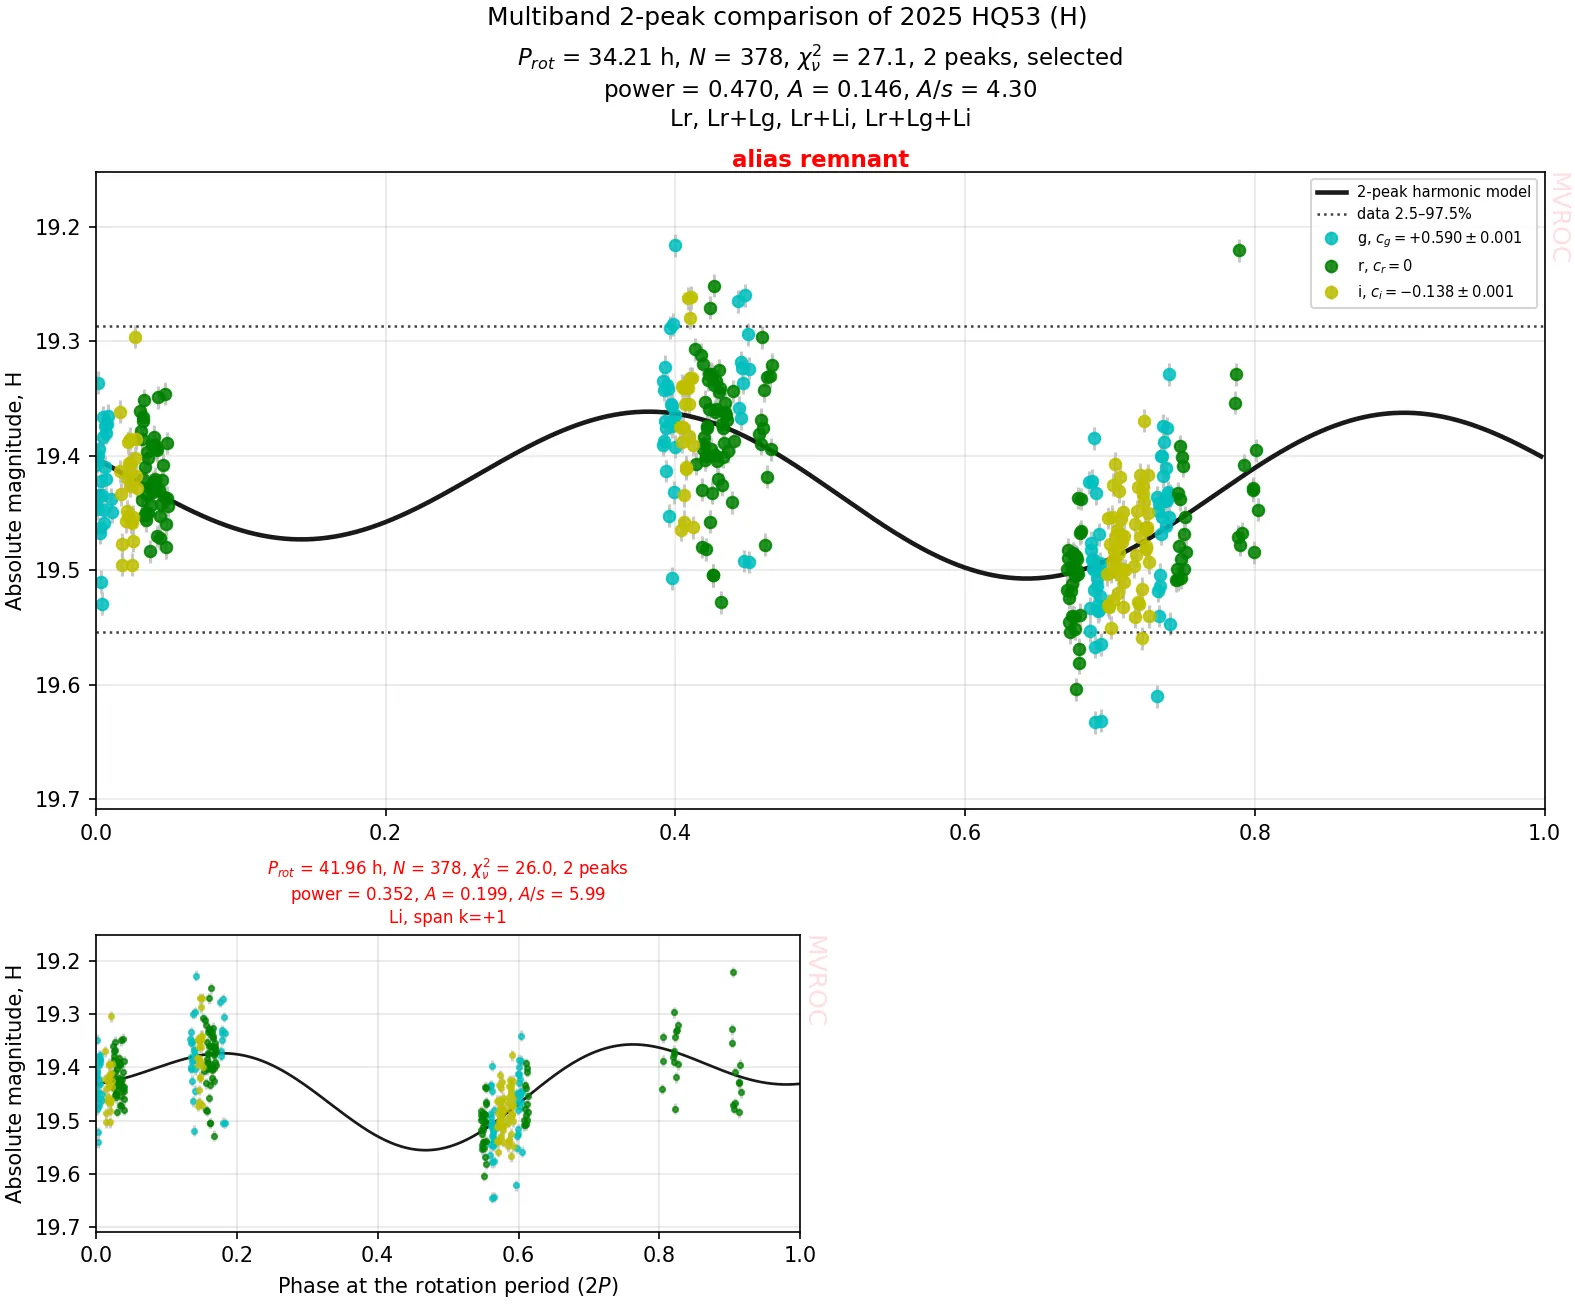 Multiband 2-peak comparison of 2025 HQ53 (H)
P_rot = 34.21 h, N = 378, χ²_ν = 27.1, 2 peaks, selected
power = 0.470, A = 0.146, A/s = 4.30
Lr, Lr+Lg, Lr+Li, Lr+Lg+Li
alias remnant
2-peak harmonic model
data 2.5–97.5%
g, c_g = +0.590 ± 0.001
r, c_r = 0
i, c_i = −0.138 ± 0.001
MVROC
Absolute magnitude, H
19.2
19.3
19.4
19.5
19.6
19.7
0.0 0.2 0.4 0.6 0.8 1.0
P_rot = 41.96 h, N = 378, χ²_ν = 26.0, 2 peaks
power = 0.352, A = 0.199, A/s = 5.99
Li, span k=+1
MVROC
Absolute magnitude, H
19.2
19.3
19.4
19.5
19.6
19.7
0.0 0.2 0.4 0.6 0.8 1.0
Phase at the rotation period (2P)